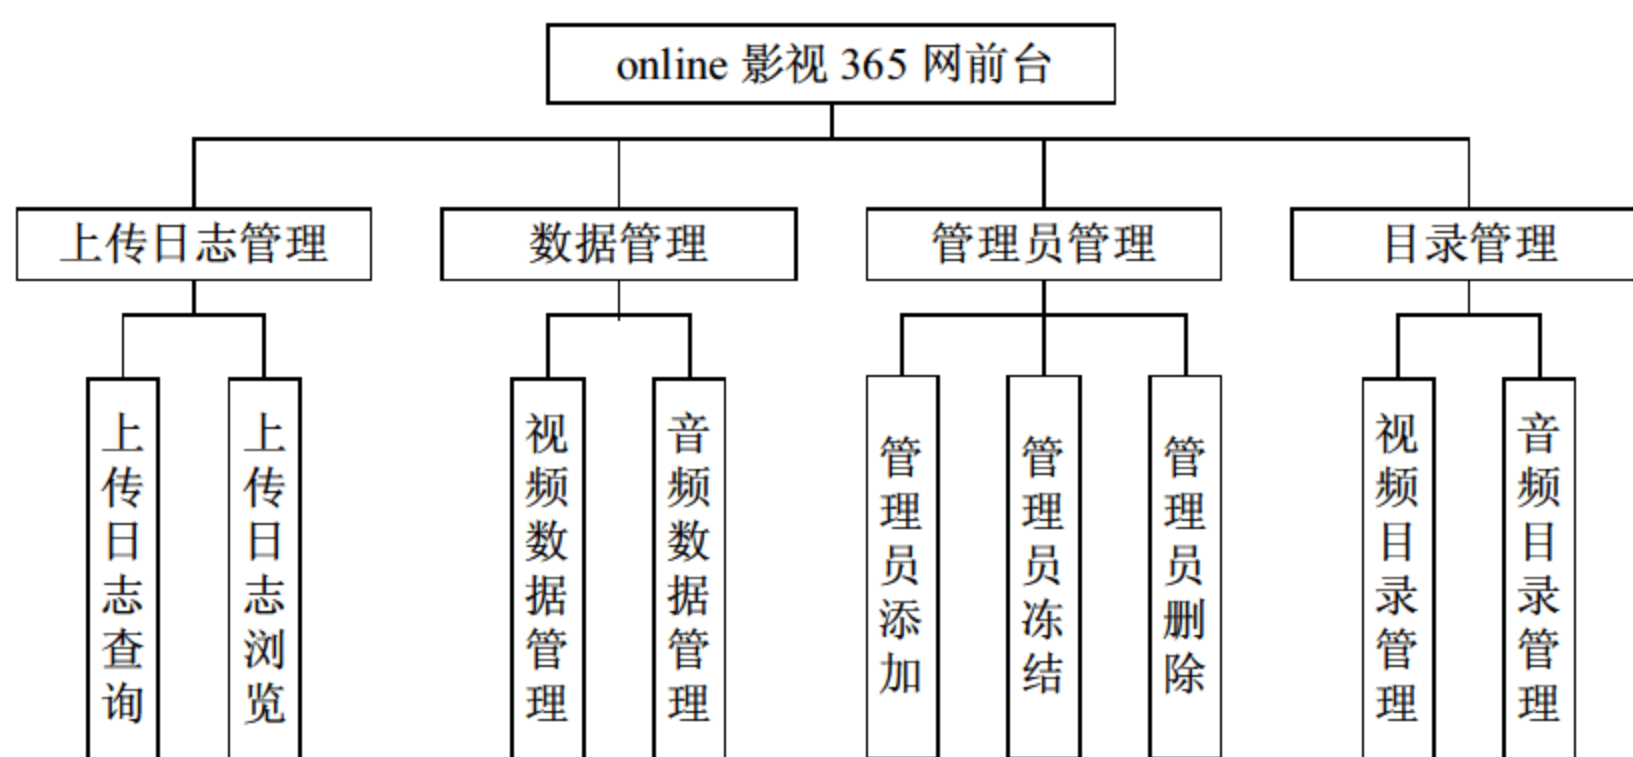 online 影视 365 网前台
上传日志管理
数据管理
管理员管理
目录管理
上传日志查询
上传日志浏览
视频数据管理
音频数据管理
管理员添加
管理员冻结
管理员删除
视频目录管理
音频目录管理